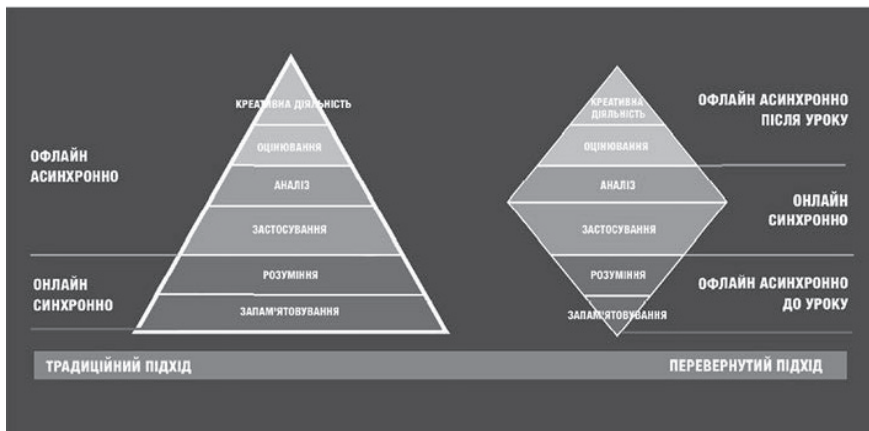 КРЕАТИВНА ДІЯЛЬНІСТЬ
ОЦІНЮВАННЯ
АНАЛІЗ
ЗАСТОСУВАННЯ
РОЗУМІННЯ
ЗАПАМ'ЯТОВУВАННЯ
ОФЛАЙН
АСИНХРОННО
ОНЛАЙН
СИНХРОННО
ТРАДИЦІЙНИЙ ПІДХІД
КРЕАТИВНА
ДІЯЛЬНІСТЬ
ОЦІНЮВАННЯ
АНАЛІЗ
ЗАСТОСУВАННЯ
РОЗУМІННЯ
ЗАПАМ'ЯТОВУВАННЯ
ОФЛАЙН АСИНХРОННО
ПІСЛЯ УРОКУ
ОНЛАЙН
СИНХРОННО
ОФЛАЙН АСИНХРОННО
ДО УРОКУ
ПЕРЕВЕРНУТИЙ ПІДХІД